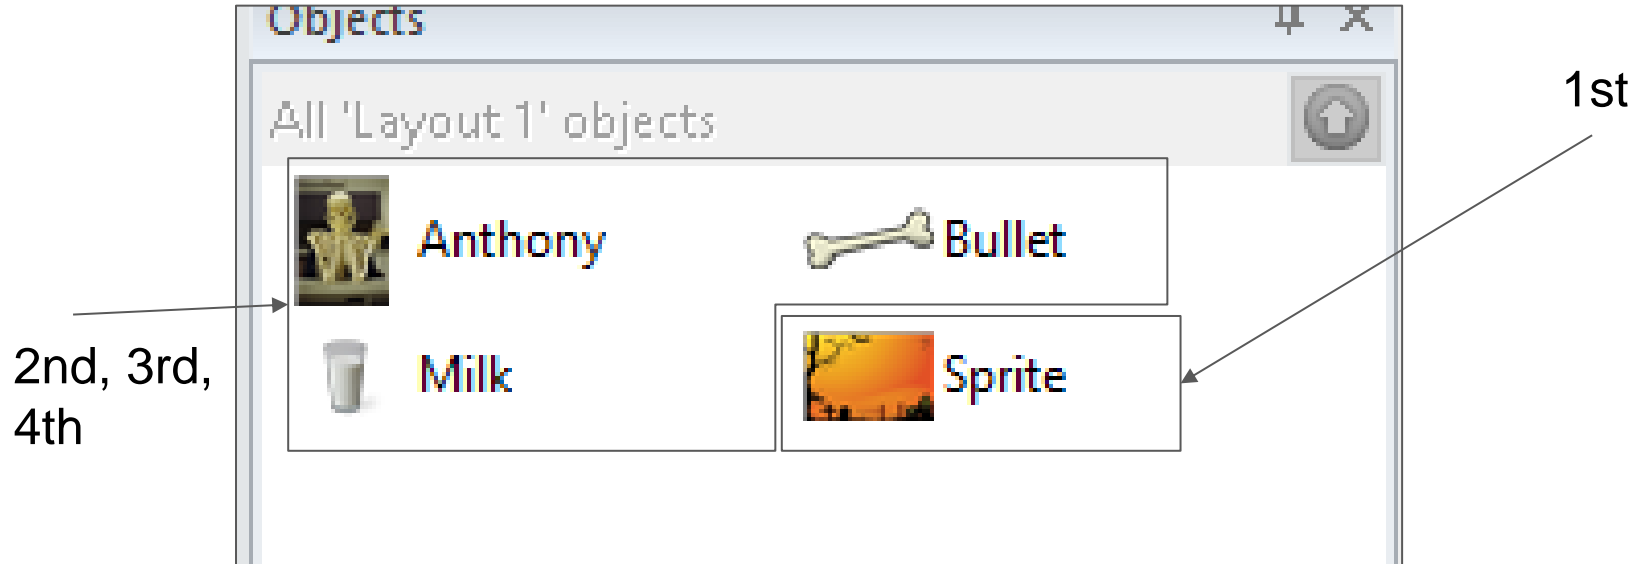 Objects
All 'Layout 1' objects
1st
Anthony
Bullet
2nd, 3rd,
4th
Milk
Sprite